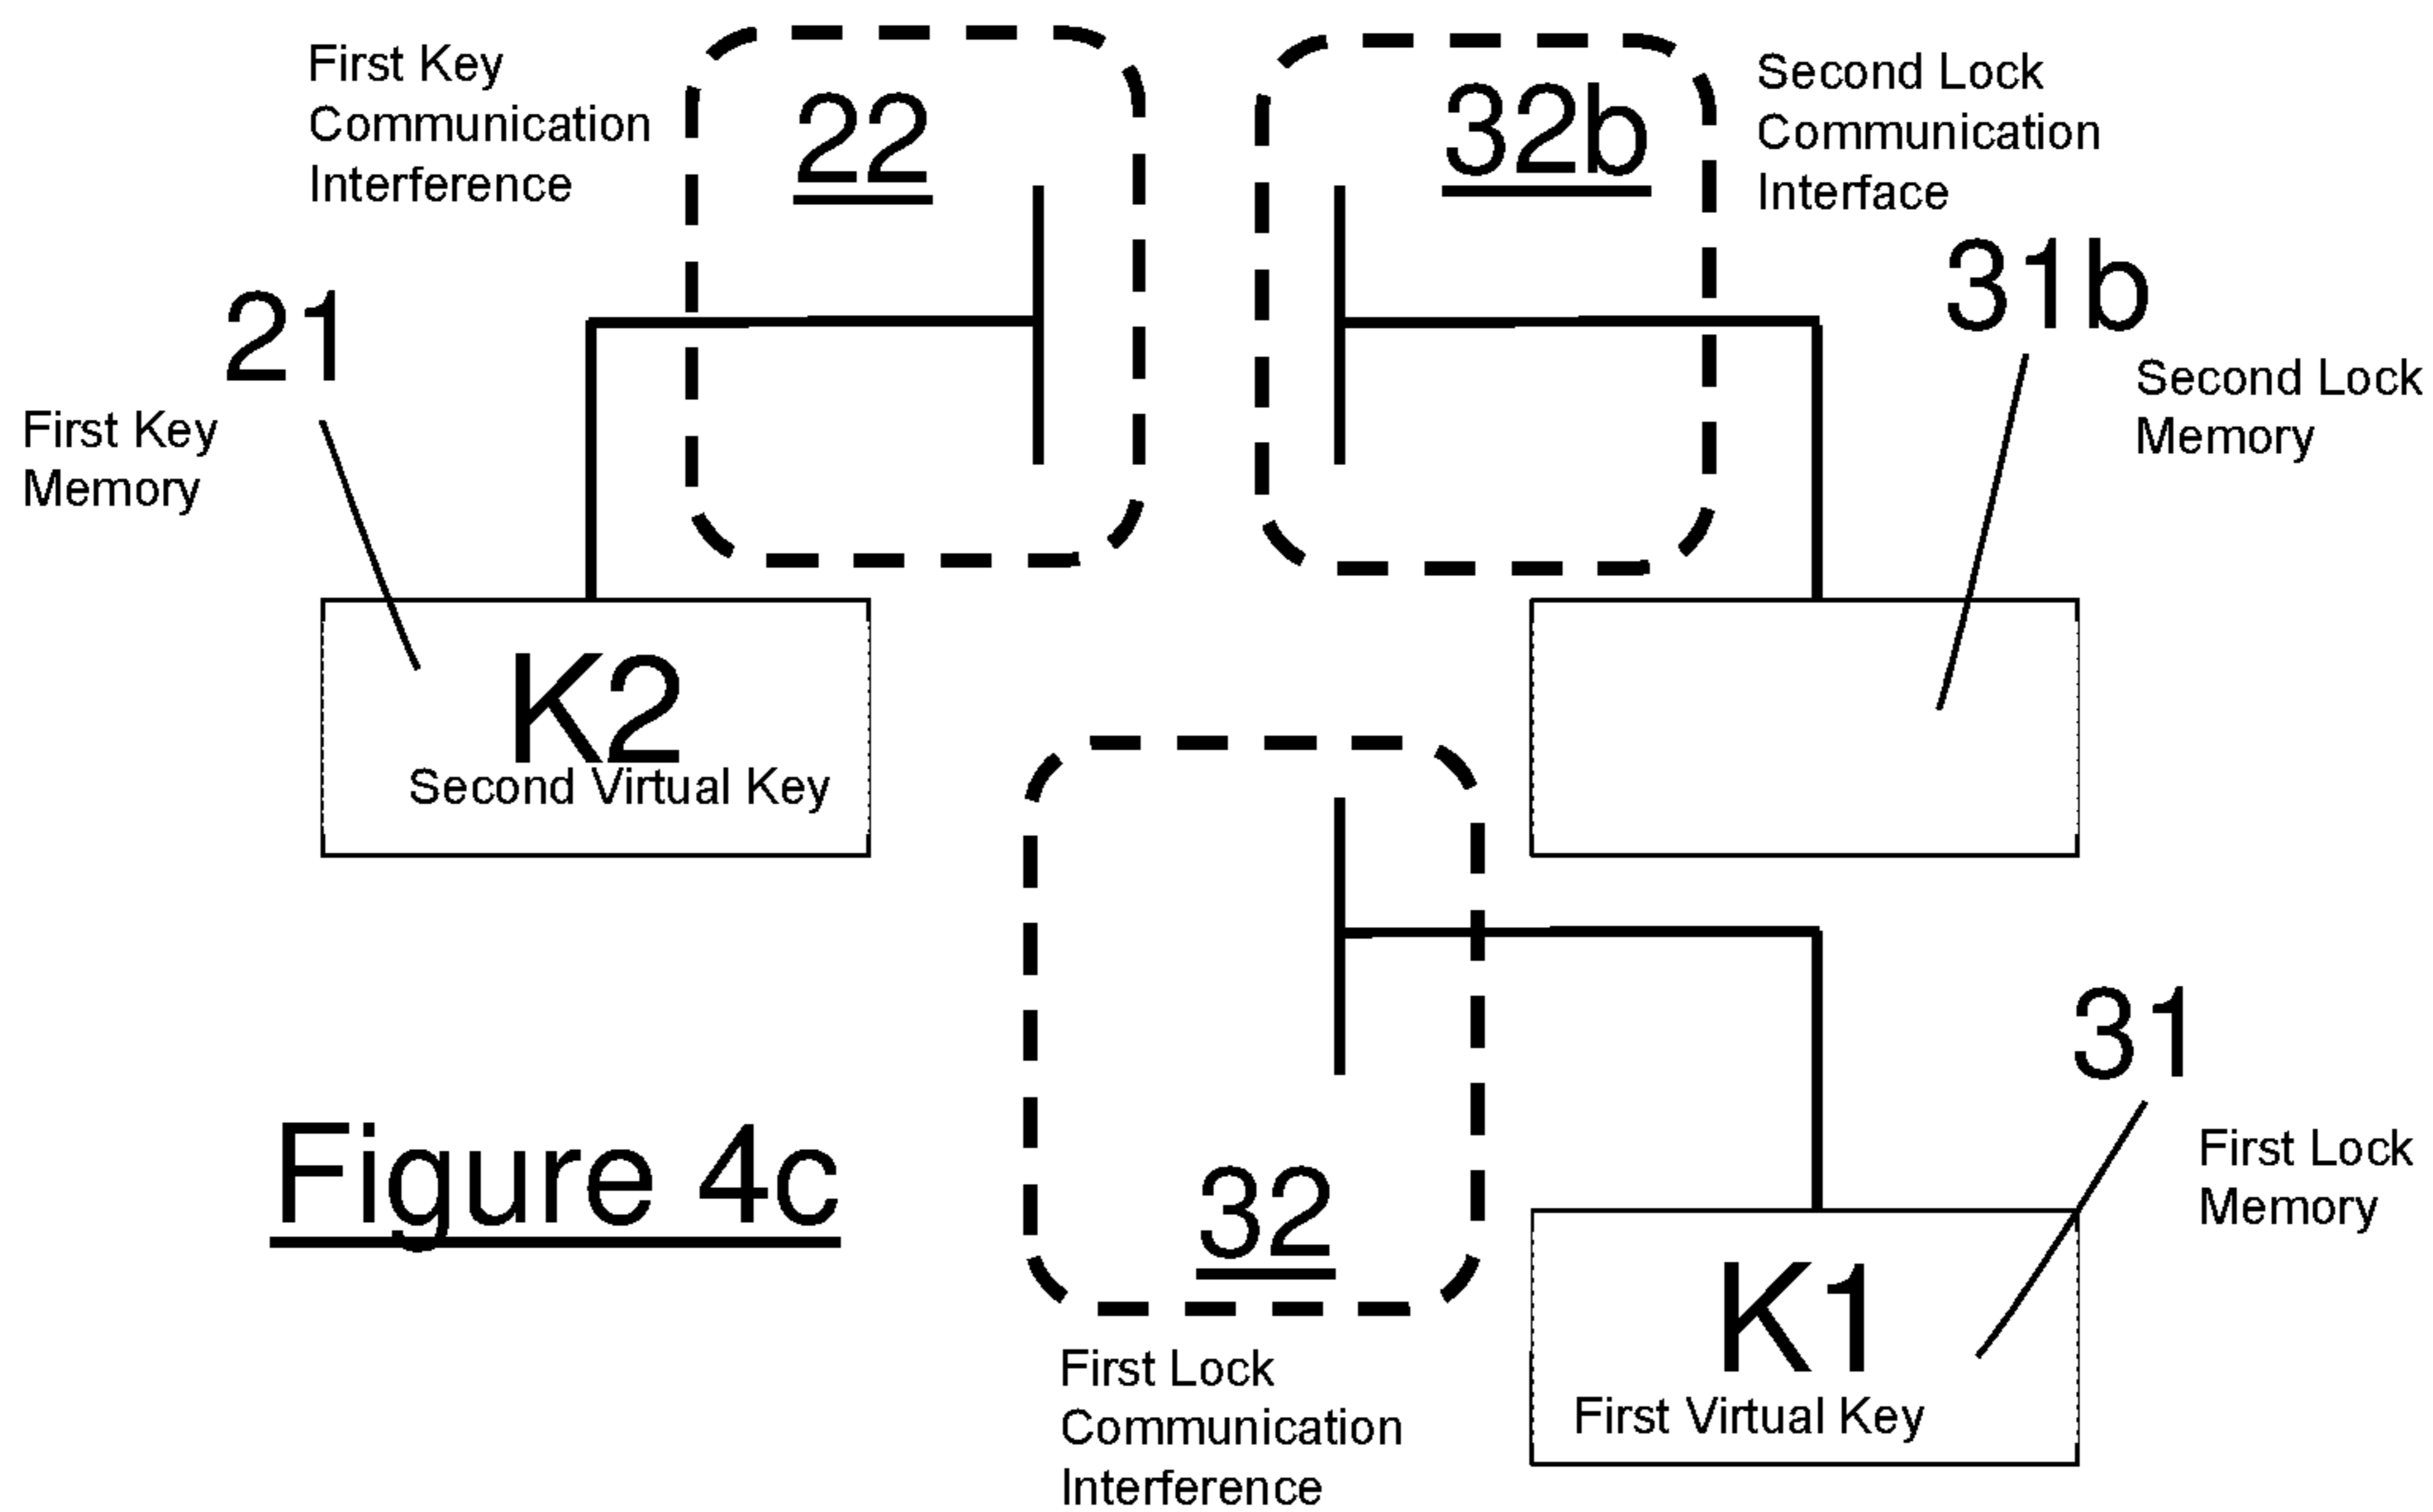 First Key
Communication
Interference
22
32b
Second Lock
Communication
Interface
21
First Key
Memory
31b
Second Lock
Memory
K2
Second Virtual Key
31
First Lock
Memory
Figure 4c
32
First Lock
Communication
Interference
K1
First Virtual Key